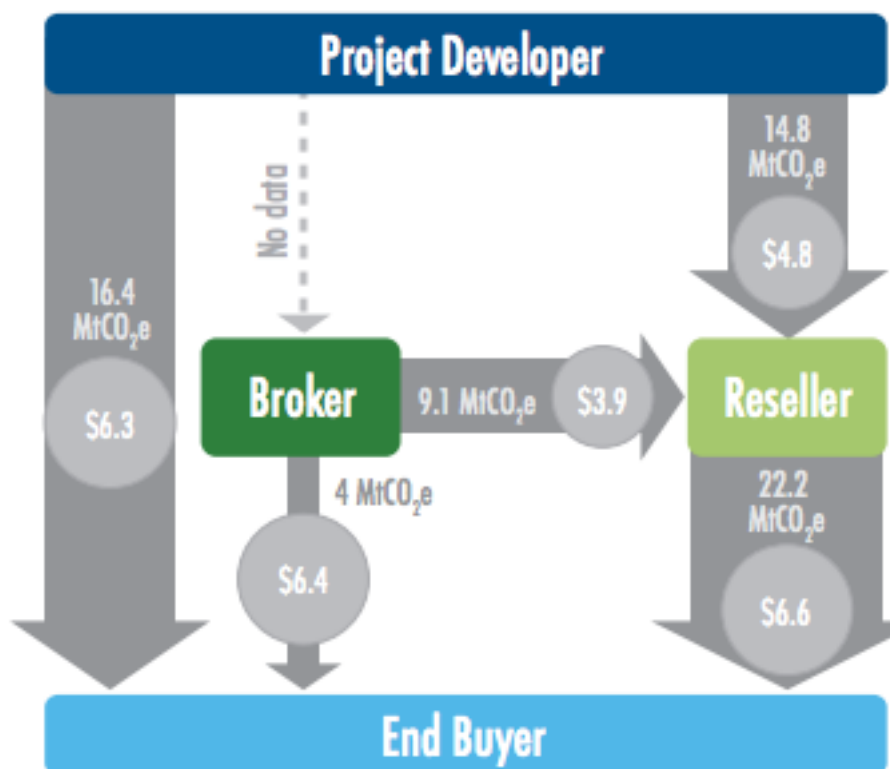 Project Developer
14.8
MtCO₂e
$4.8
No data
16.4
MtCO₂e
$6.3
Broker
9.1 MtCO₂e
$3.9
Reseller
4 MtCO₂e
$6.4
22.2
MtCO₂e
$6.6
End Buyer